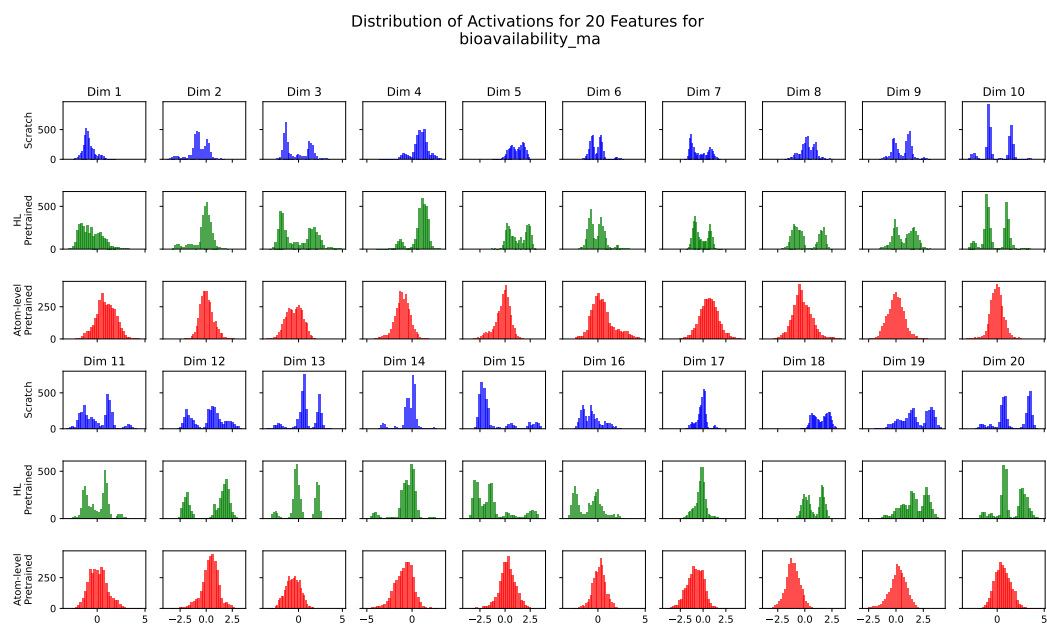 Distribution of Activations for 20 Features for
bioavailability_ma
Dim 1 Dim 2 Dim 3 Dim 4 Dim 5 Dim 6 Dim 7 Dim 8 Dim 9 Dim 10
Scratch
500
0
HL
Pretrained
500
0
Atom-level
Pretrained
250
0
Dim 11 Dim 12 Dim 13 Dim 14 Dim 15 Dim 16 Dim 17 Dim 18 Dim 19 Dim 20
Scratch
500
0
HL
Pretrained
500
0
Atom-level
Pretrained
250
0
0 5 −2.5 0.0 2.5 0 5 −5 0 −2.5 0.0 2.5 0 5 −2.5 0.0 2.5 −2.5 0.0 2.5 −2.5 0.0 2.5 0 5